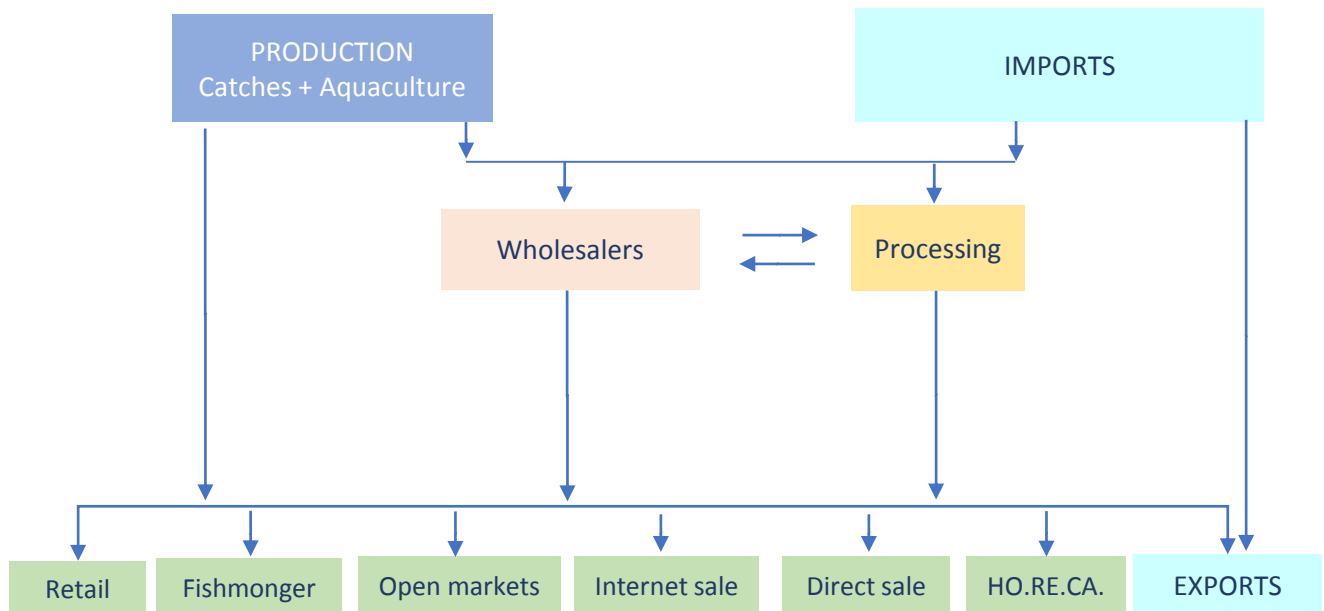 PRODUCTION
Catches + Aquaculture
IMPORTS
Wholesalers
Processing
Retail
Fishmonger
Open markets
Internet sale
Direct sale
HO.RE.CA.
EXPORTS